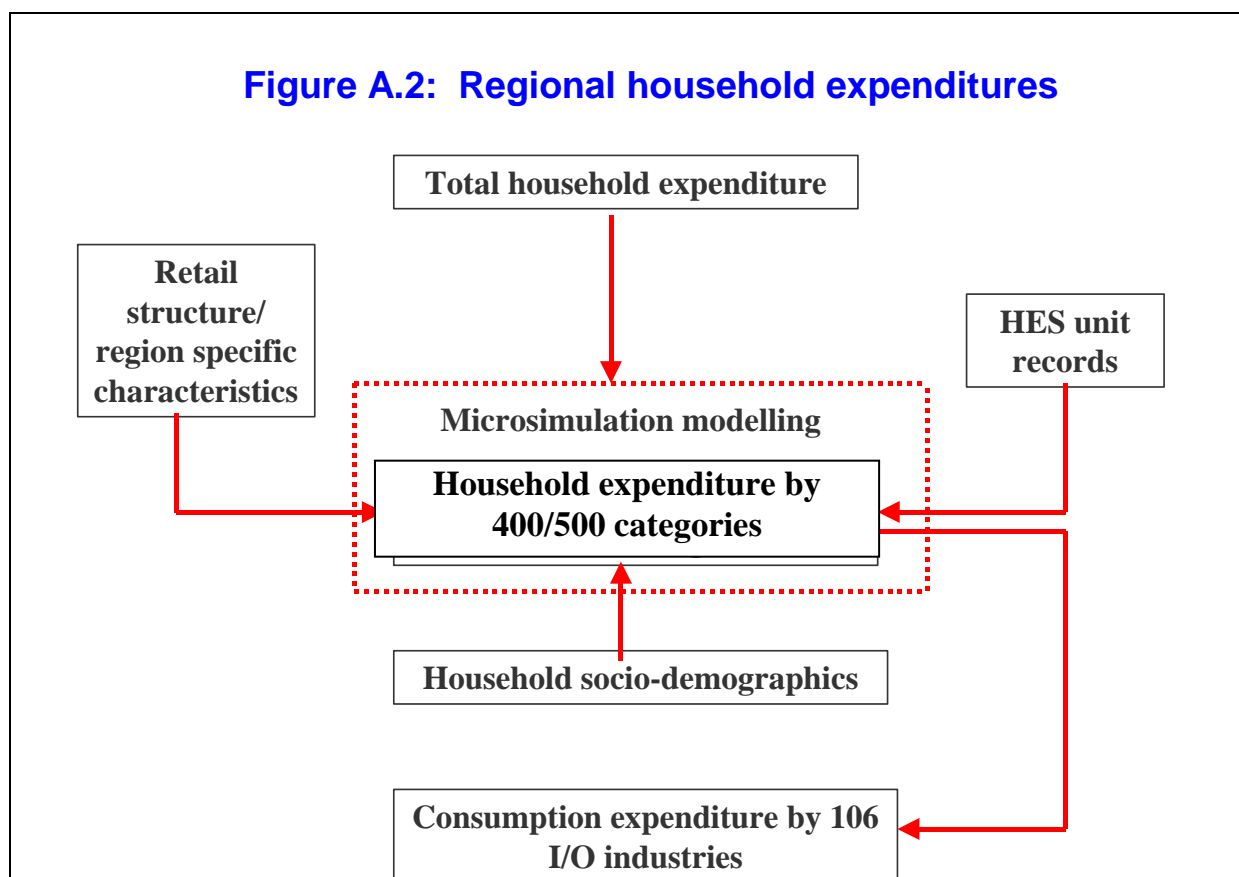 Figure A.2: Regional household expenditures
Total household expenditure
Retail
structure/
region specific
characteristics
HES unit
records
Microsimulation modelling
Household expenditure by
400/500 categories
Household socio-demographics
Consumption expenditure by 106
I/O industries